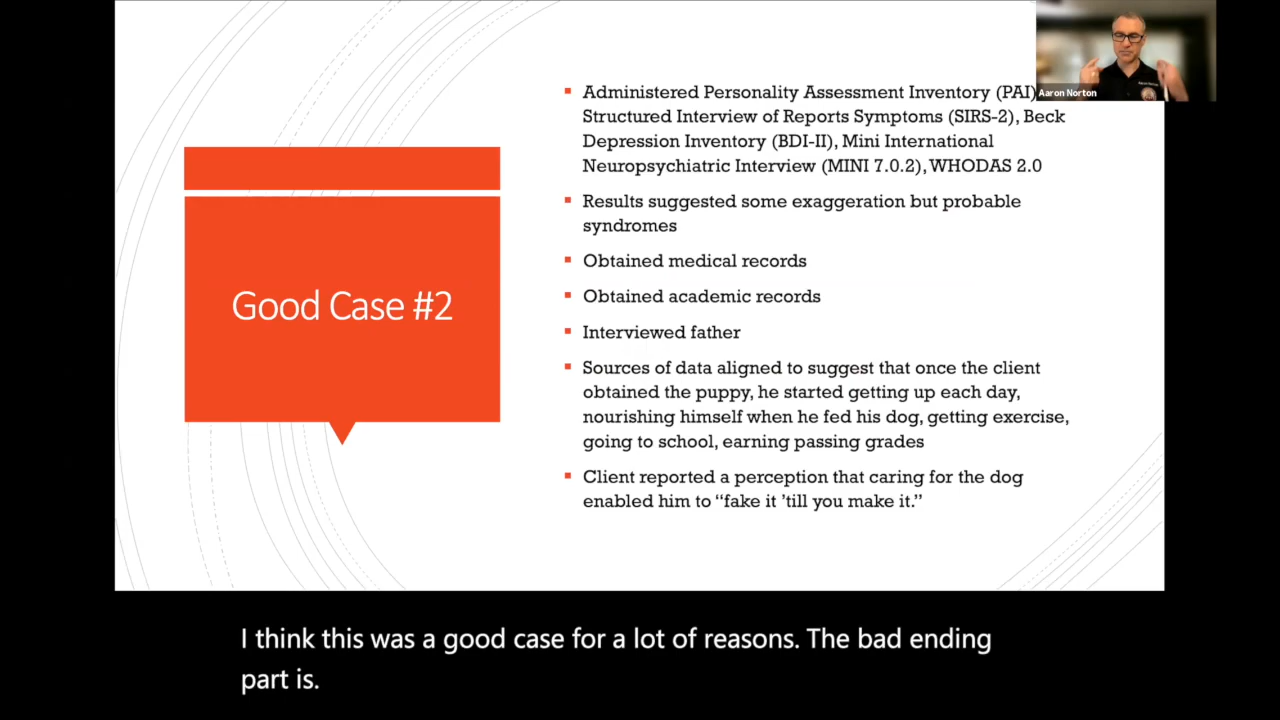 Administered Personality Assessment Inventory (PAI)
Structured Interview of Reports Symptoms (SIRS-2), Beck
Depression Inventory (BDI-II), Mini International
Neuropsychiatric Interview (MINI 7.0.2), WHODAS 2.0
Results suggested some exaggeration but probable
syndromes
Obtained medical records
Obtained academic records
Interviewed father
Sources of data aligned to suggest that once the client
obtained the puppy, he started getting up each day,
nourishing himself when he fed his dog, getting exercise,
going to school, earning passing grades
Client reported a perception that caring for the dog
enabled him to “fake it ’till you make it.”
Good Case #2
Aaron Norton
I think this was a good case for a lot of reasons. The bad ending
part is.